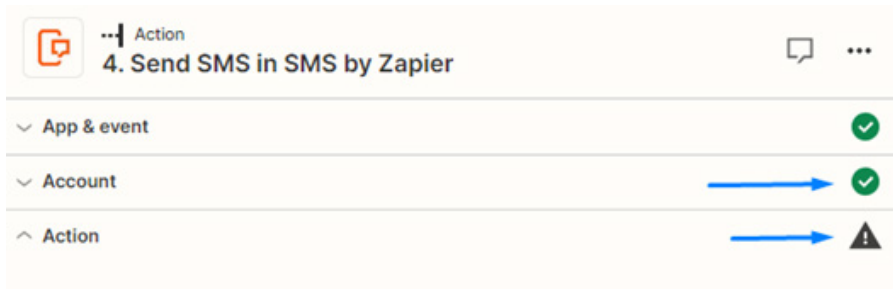 Action
4. Send SMS in SMS by Zapier
App & event
Account
Action